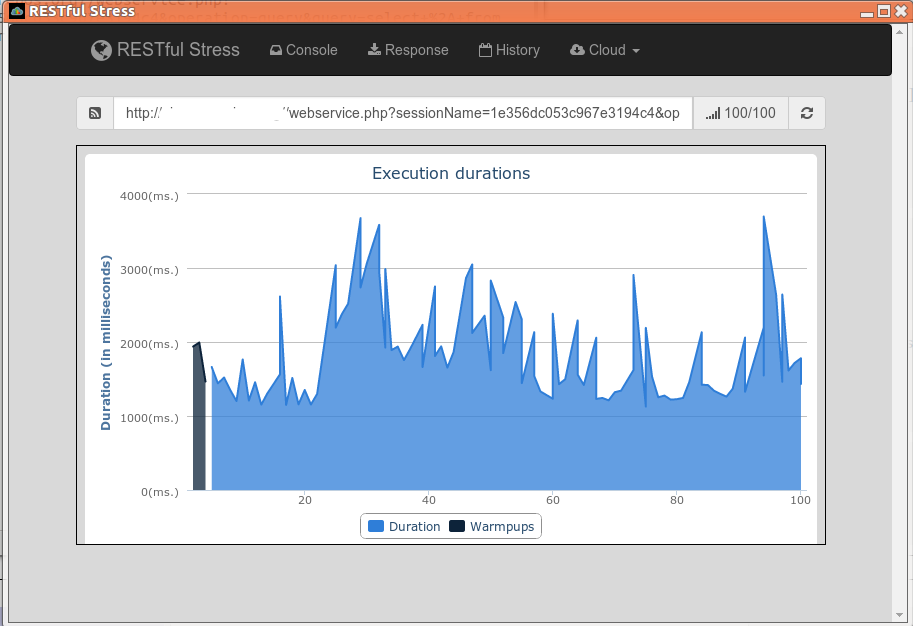 RESTful Stress
RESTful Stress Console Response History Cloud
http:/ /webservice.php?sessionName=1e356dc053c967e3194c4&op 100/100
Execution durations
4000(ms.)
3000(ms.)
2000(ms.)
1000(ms.)
0(ms.)
Duration (in milliseconds)
20 40 60 80 100
Duration Warmpups